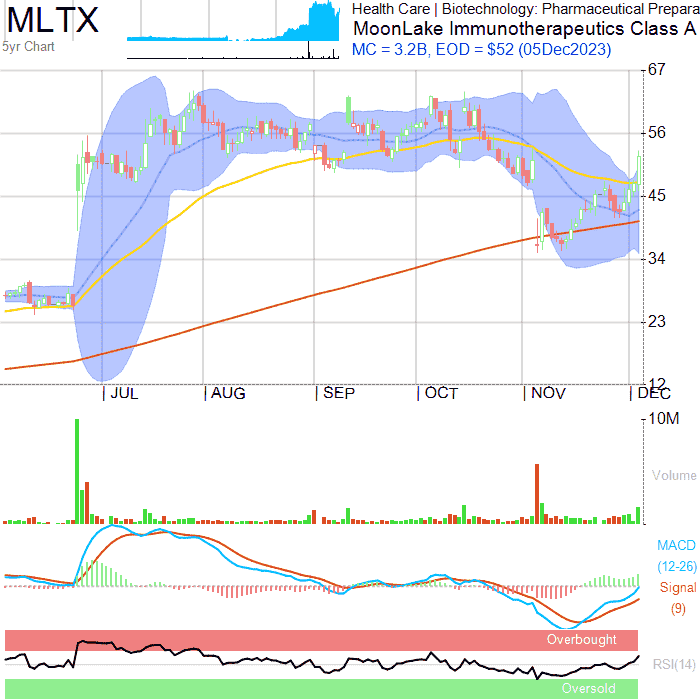 MLTX
5yr Chart
Health Care | Biotechnology: Pharmaceutical Prepara
MoonLake Immunotherapeutics Class A
MC = 3.2B, EOD = $52 (05Dec2023)
67
56
45
34
23
12
JUL
AUG
SEP
OCT
NOV
DEC
10M
Volume
MACD
(12-26)
Signal
(9)
Overbought
RSI(14)
Oversold